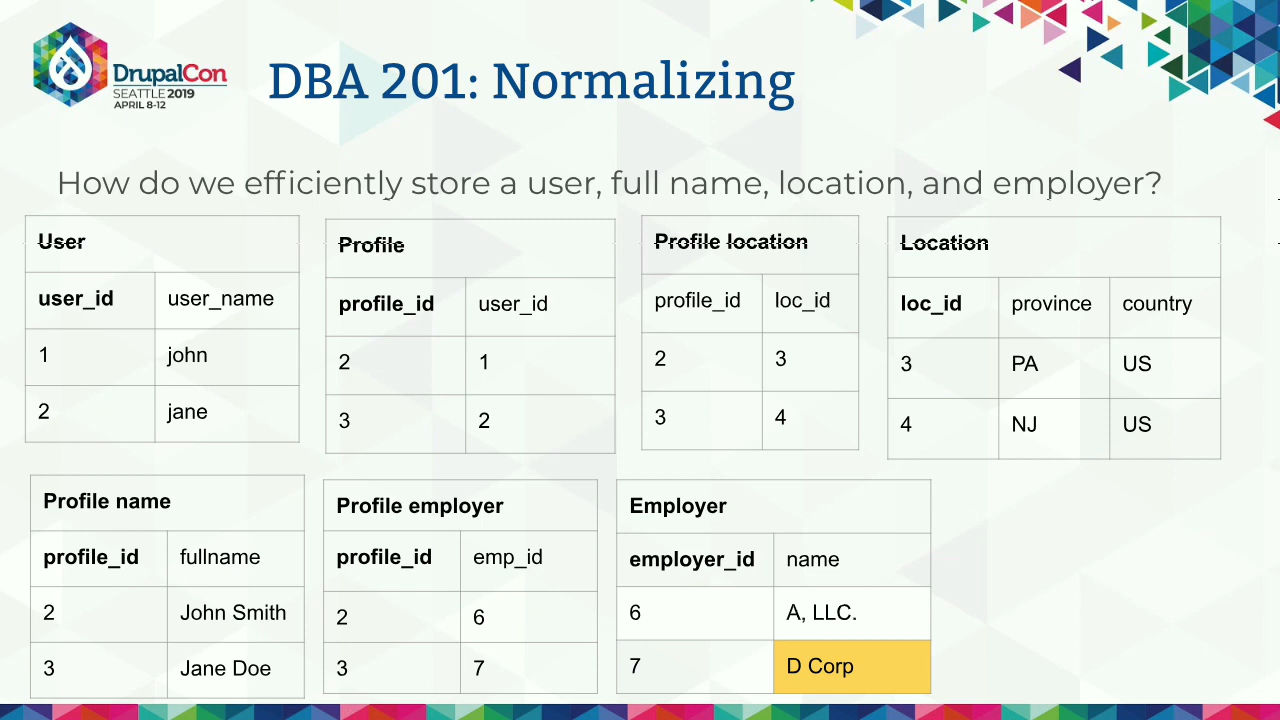 DrupalCon
SEATTLE 2019
APRIL 8-12
DBA 201: Normalizing
How do we efficiently store a user, full name, location, and employer?
User
user_id user_name
1 john
2 jane
Profile
profile_id user_id
2 1
3 2
Profile location
profile_id loc_id
2 3
3 4
Location
loc_id province country
3 PA US
4 NJ US
Profile name
profile_id fullname
2 John Smith
3 Jane Doe
Profile employer
profile_id emp_id
2 6
3 7
Employer
employer_id name
6 A, LLC.
7 D Corp